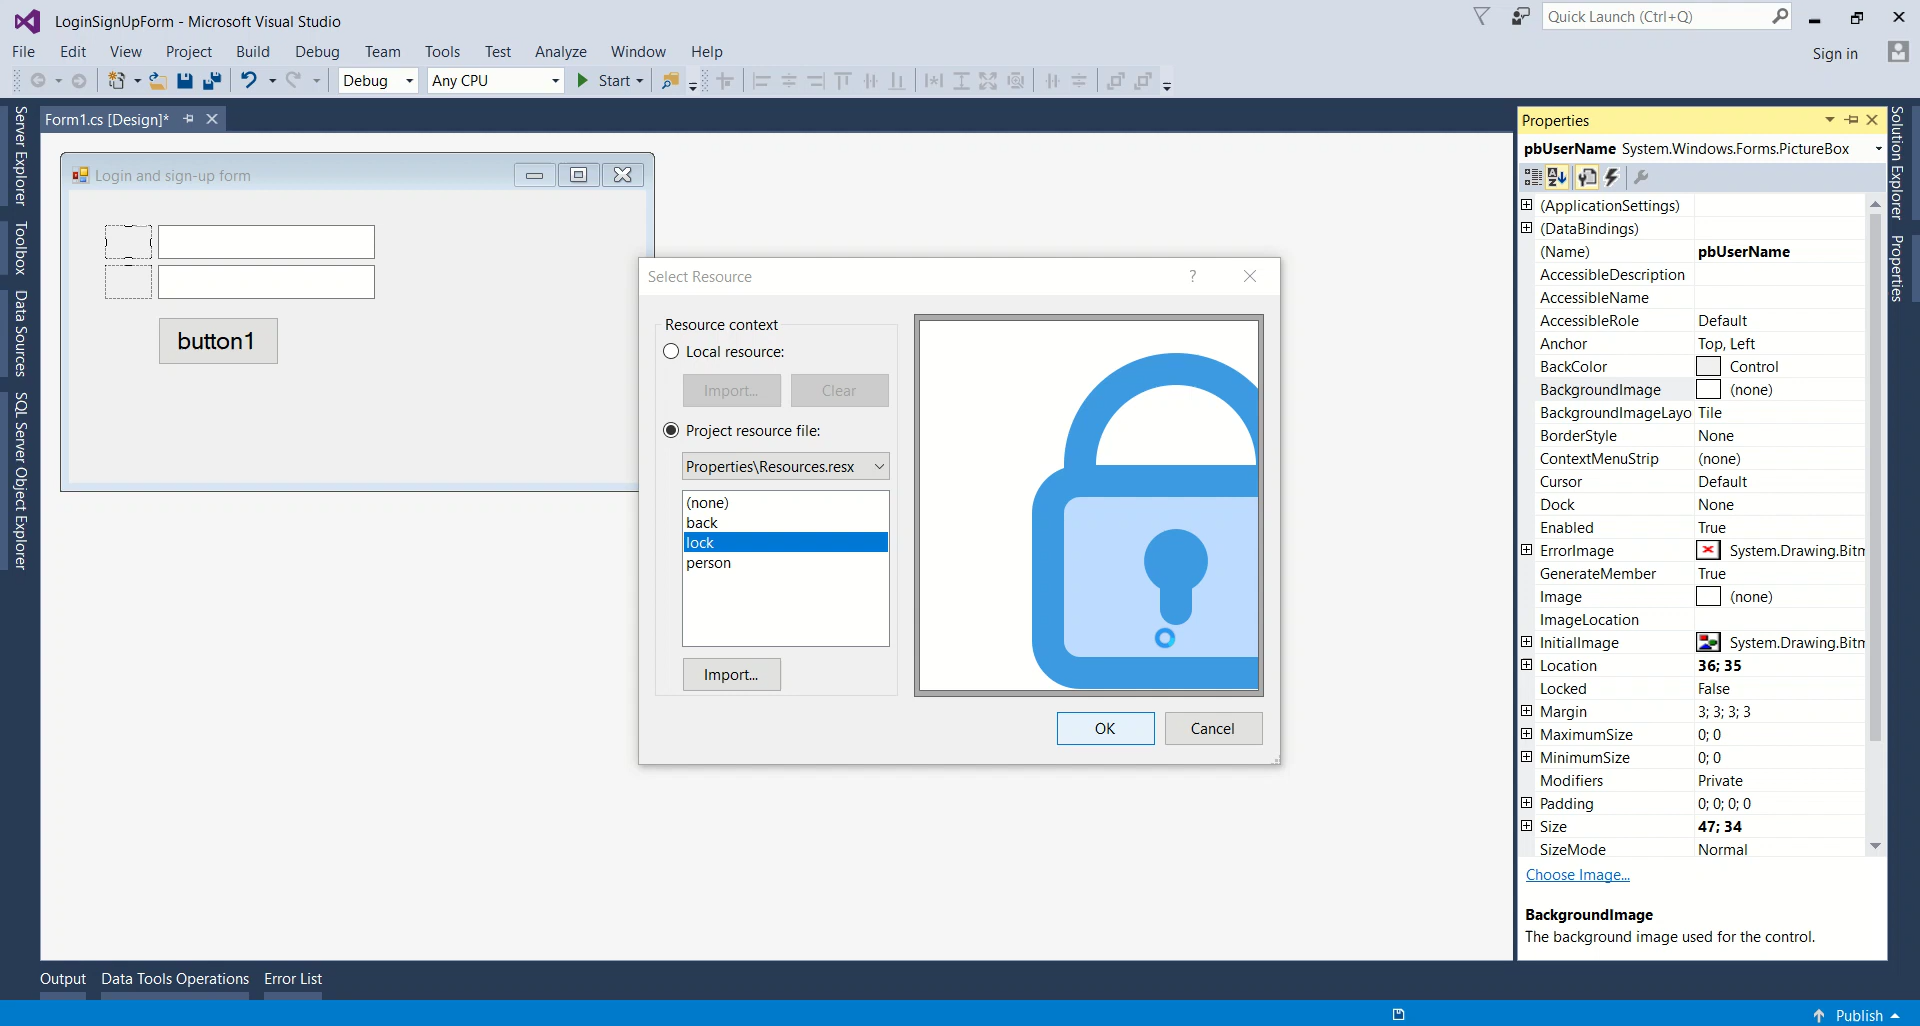 LoginSignUpForm - Microsoft Visual Studio
Quick Launch (Ctrl+Q)
File Edit View Project Build Debug Team Tools Test Analyze Window Help
Sign in
Debug Any CPU Start
Form1.cs [Design]*
Server Explorer
Toolbox
Data Sources
SQL Server Object Explorer
Login and sign-up form
button1
Select Resource
?
Resource context
Local resource:
Import... Clear
Project resource file:
Properties\Resources.resx
(none)
back
lock
person
Import...
OK Cancel
Properties
pbUserName System.Windows.Forms.PictureBox
(ApplicationSettings)
(DataBindings)
(Name) pbUserName
AccessibleDescription
AccessibleName
AccessibleRole Default
Anchor Top, Left
BackColor Control
BackgroundImage (none)
BackgroundImageLayo Tile
BorderStyle None
ContextMenuStrip (none)
Cursor Default
Dock None
Enabled True
ErrorImage System.Drawing.Bitm
GenerateMember True
Image (none)
ImageLocation
InitialImage System.Drawing.Bitm
Location 36; 35
Locked False
Margin 3; 3; 3; 3
MaximumSize 0; 0
MinimumSize 0; 0
Modifiers Private
Padding 0; 0; 0; 0
Size 47; 34
SizeMode Normal
Choose Image...
BackgroundImage
The background image used for the control.
Solution Explorer
Properties
Output Data Tools Operations Error List
Publish